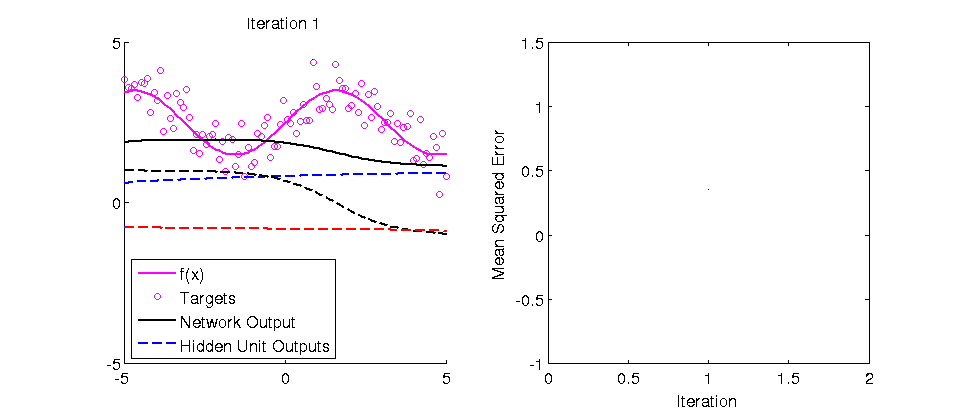 Iteration 1
5
0
-5
-5
0
5
f(x)
Targets
Network Output
Hidden Unit Outputs
1.5
1
0.5
0
-0.5
-1
0
0.5
1
1.5
2
Mean Squared Error
Iteration